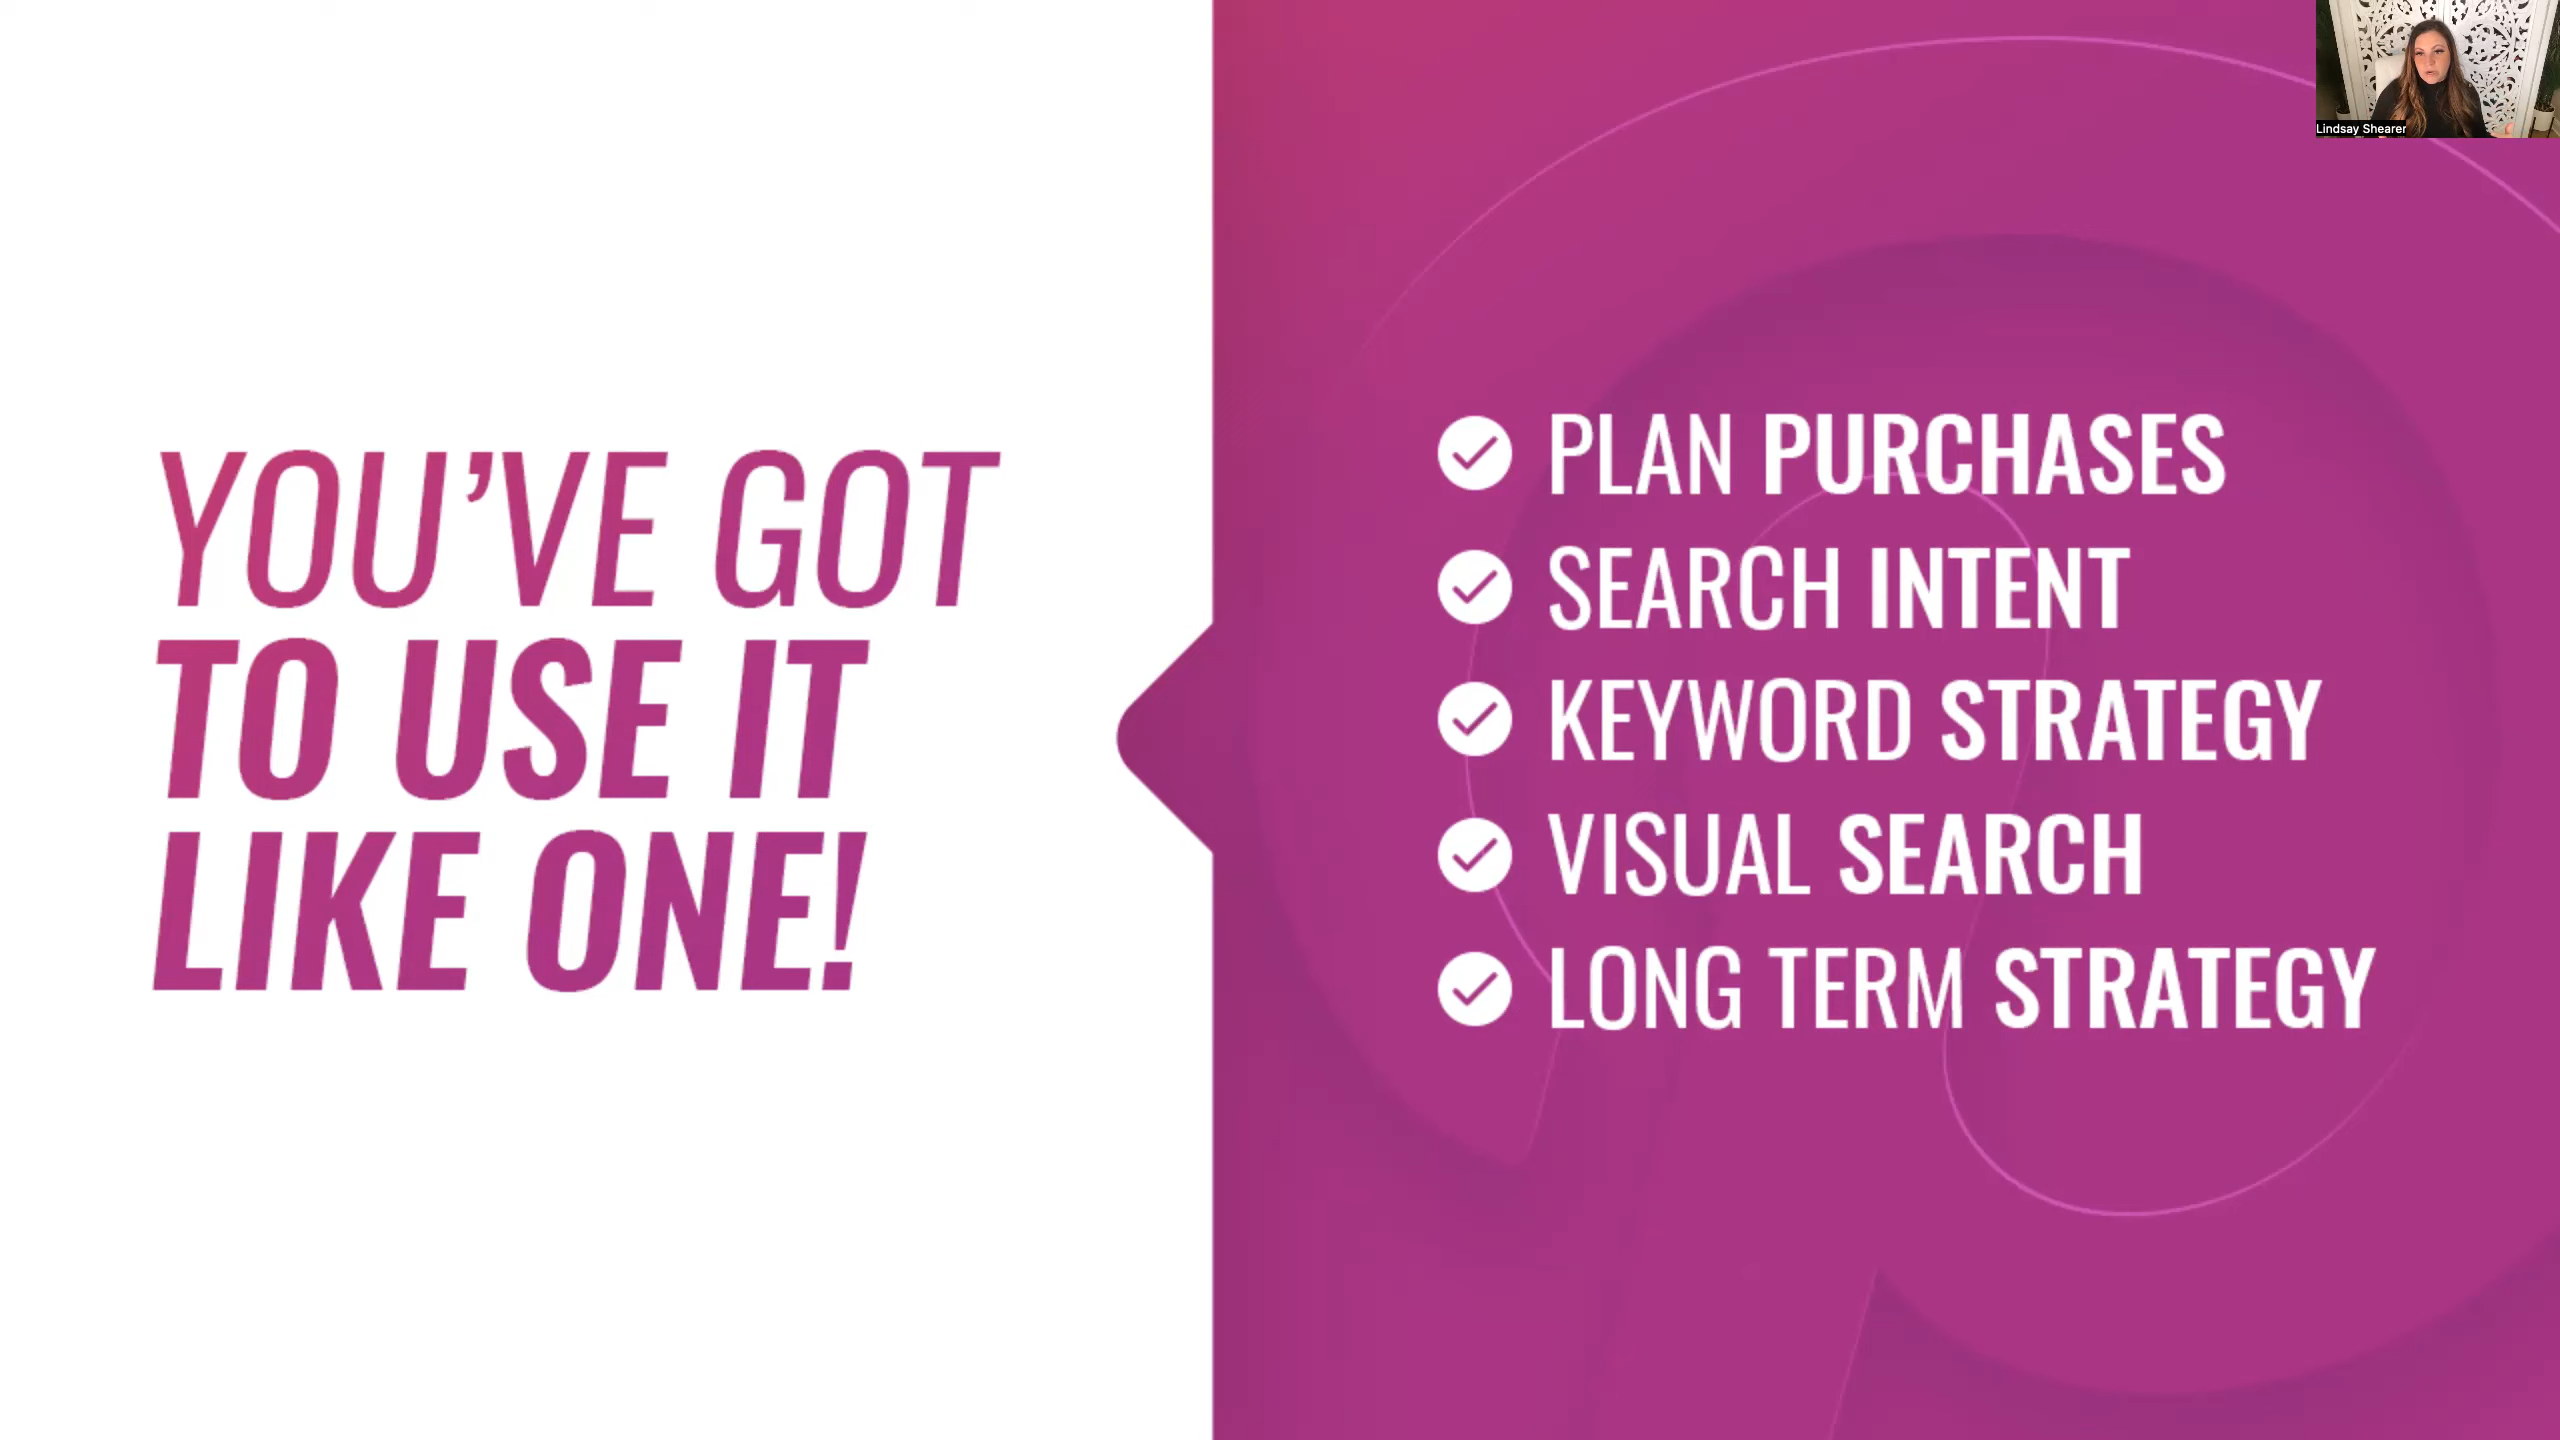 YOU'VE GOT
TO USE IT
LIKE ONE!
PLAN PURCHASES
SEARCH INTENT
KEYWORD STRATEGY
VISUAL SEARCH
LONG TERM STRATEGY
Lindsay Shearer